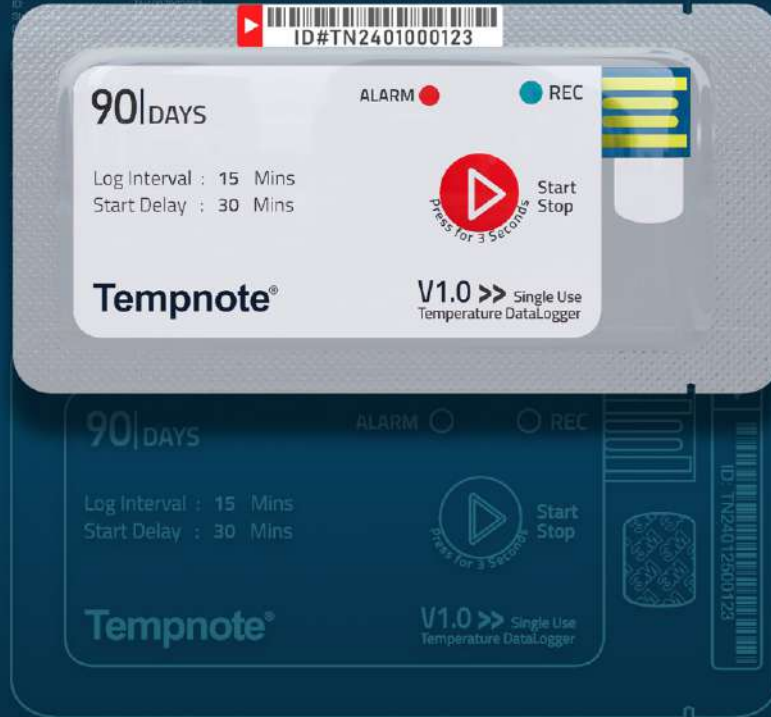 ID#TN2401000123
90 DAYS
ALARM REC
Log Interval : 15 Mins
Start Delay : 30 Mins
Start
Stop
Press for 3 Seconds
Tempnote®
V1.0 >> Single Use
Temperature DataLogger
90 DAYS
ALARM REC
Log Interval : 15 Mins
Start Delay : 30 Mins
Start
Stop
Press for 3 Seconds
Tempnote®
V1.0 >> Single Use
Temperature DataLogger
ID: TN24012500123